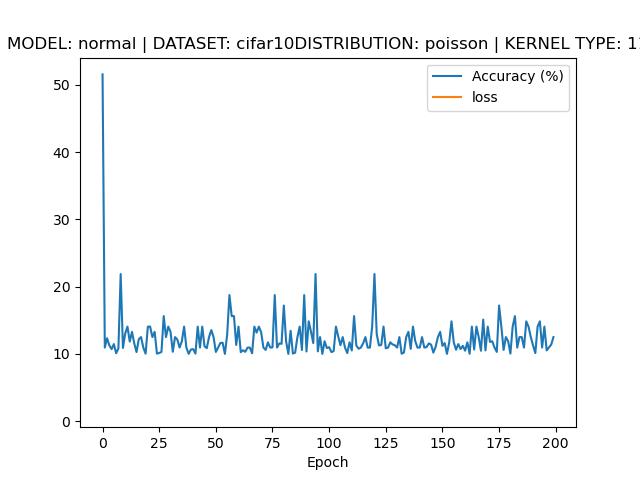 MODEL: normal | DATASET: cifar10DISTRIBUTION: poisson | KERNEL TYPE:
Accuracy (%)
loss
50
40
30
20
10
0
0 25 50 75 100 125 150 175 200
Epoch